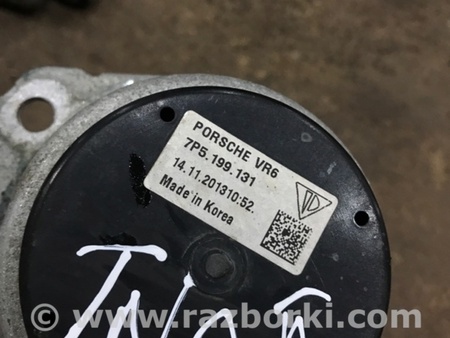 PORSCHE VR6
7P5.199.131
14.11.201310:52.
Made in Korea
© www.razborki.com